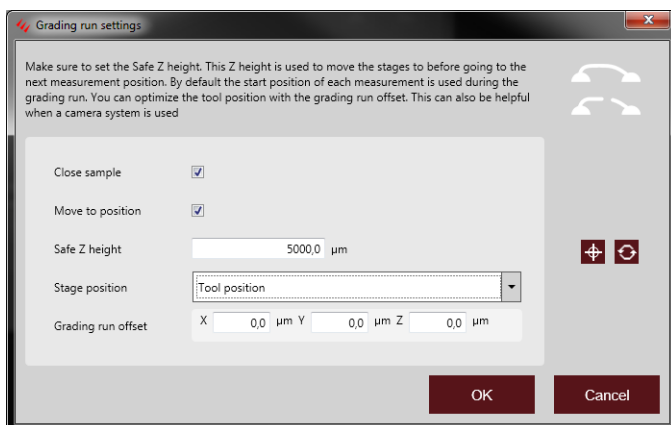 Grading run settings
Make sure to set the Safe Z height. This Z height is used to move the stages to before going to the
next measurement position. By default the start position of each measurement is used during the
grading run. You can optimize the tool position with the grading run offset. This can also be helpful
when a camera system is used
Close sample
Move to position
Safe Z height 5000,0 µm
Stage position Tool position
Grading run offset X 0,0 µm Y 0,0 µm Z 0,0 µm
OK Cancel